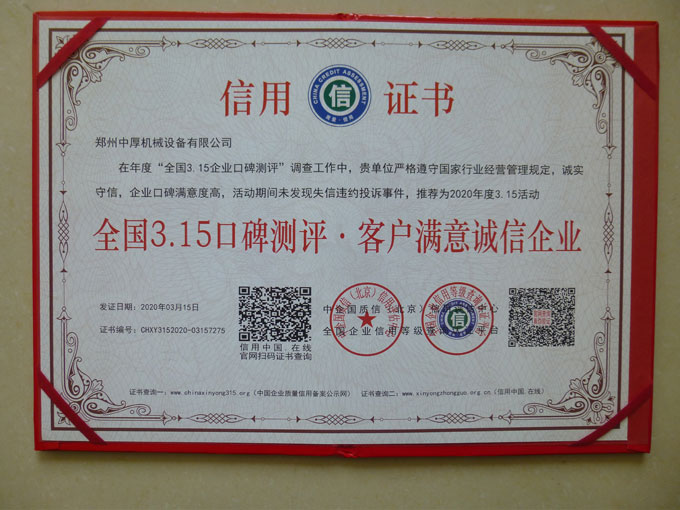 信用
CHINA CREDIT ASSESSMENT
信
证书
郑州中厚机械设备有限公司
在年度“全国3.15企业口碑测评”调查工作中,贵单位严格遵守国家行业经营管理规定,诚实
守信,企业口碑满意度高,活动期间未发现失信违约投诉事件,推荐为2020年度3.15活动
全国3.15口碑测评·客户满意诚信企业
发证日期:2020年03月15日
证书编号:CHXY3152020-03157275
信用中国.在线
官网扫码证书查询
证书查询一:www.chinaxinyong315.org(中国企业质量信用备案公示网)
证书查询二:www.xinyongzhongguo.org.cn(信用中国.在线)